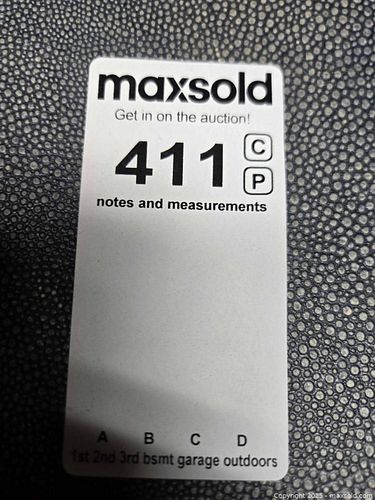 maxsold
Get in on the auction!
411 C
P
notes and measurements
A B C D
1st 2nd 3rd bsmt garage outdoors
Copyright 2025 - maxsold.com